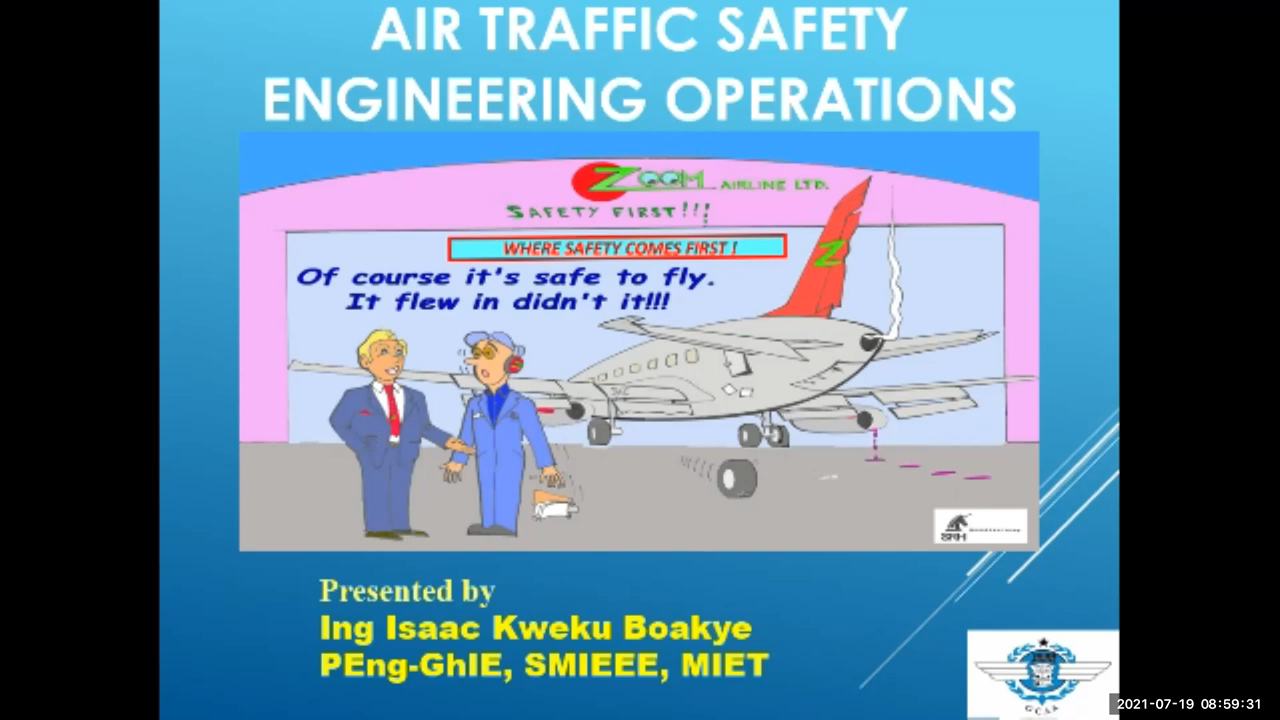 AIR TRAFFIC SAFETY
ENGINEERING OPERATIONS
ZOOM AIRLINE LTD.
SAFETY FIRST!!!
WHERE SAFETY COMES FIRST !
Of course it's safe to fly.
It flew in didn't it!!!
Z
SRH
Presented by
Ing Isaac Kweku Boakye
PEng-GhIE, SMIEEE, MIET
GCAA
2021-07-19 08:59:31